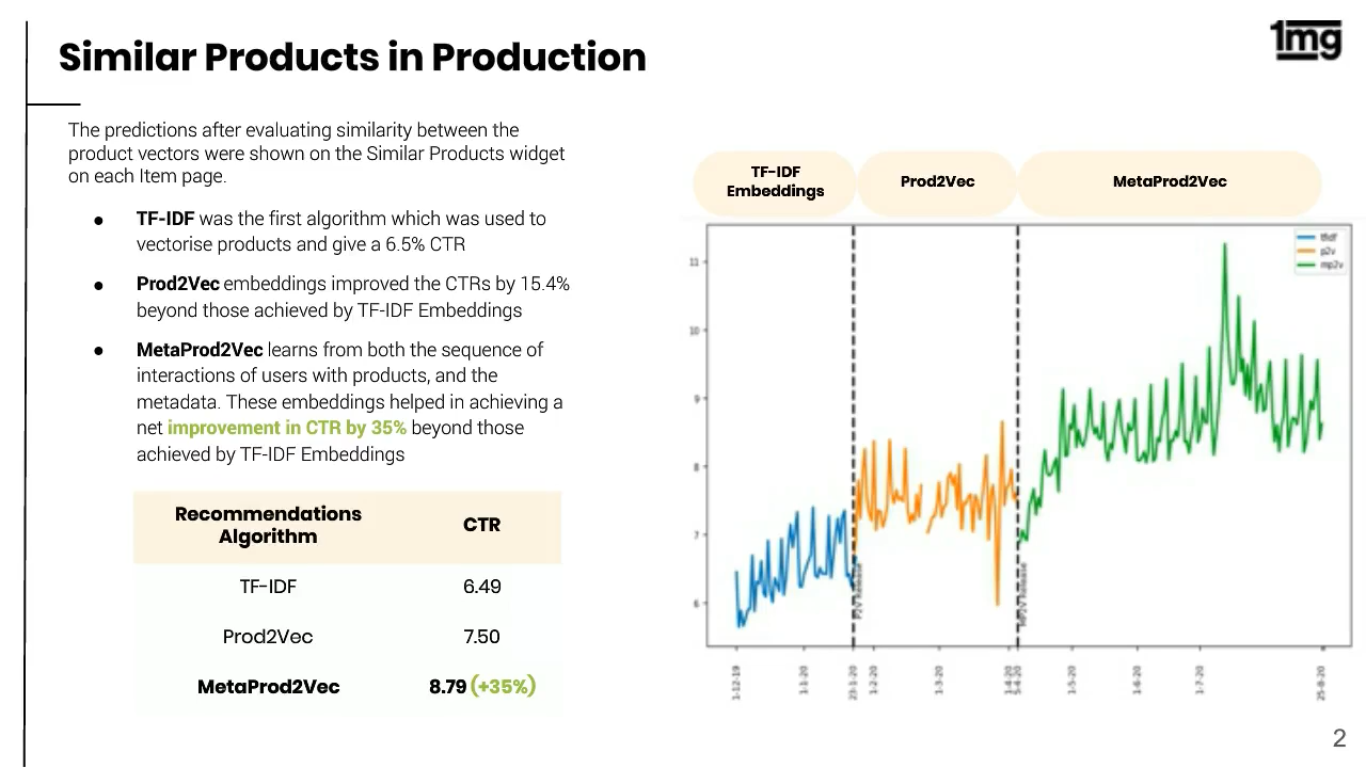 Similar Products in Production
1mg
The predictions after evaluating similarity between the
product vectors were shown on the Similar Products widget
on each Item page.
● TF-IDF was the first algorithm which was used to
vectorise products and give a 6.5% CTR
● Prod2Vec embeddings improved the CTRs by 15.4%
beyond those achieved by TF-IDF Embeddings
● MetaProd2Vec learns from both the sequence of
interactions of users with products, and the
metadata. These embeddings helped in achieving a
net improvement in CTR by 35% beyond those
achieved by TF-IDF Embeddings
Recommendations
Algorithm
CTR
TF-IDF 6.49
Prod2Vec 7.50
MetaProd2Vec 8.79 (+35%)
TF-IDF
Embeddings
Prod2Vec
MetaProd2Vec
tfidf
p2v
mp2v
11
10
9
8
7
6
P2V Release
MP2V Release
1-12-19
1-1-20
23-1-20
1-2-20
1-3-20
1-4-20
5-4-20
1-5-20
1-6-20
1-7-20
25-8-20
2